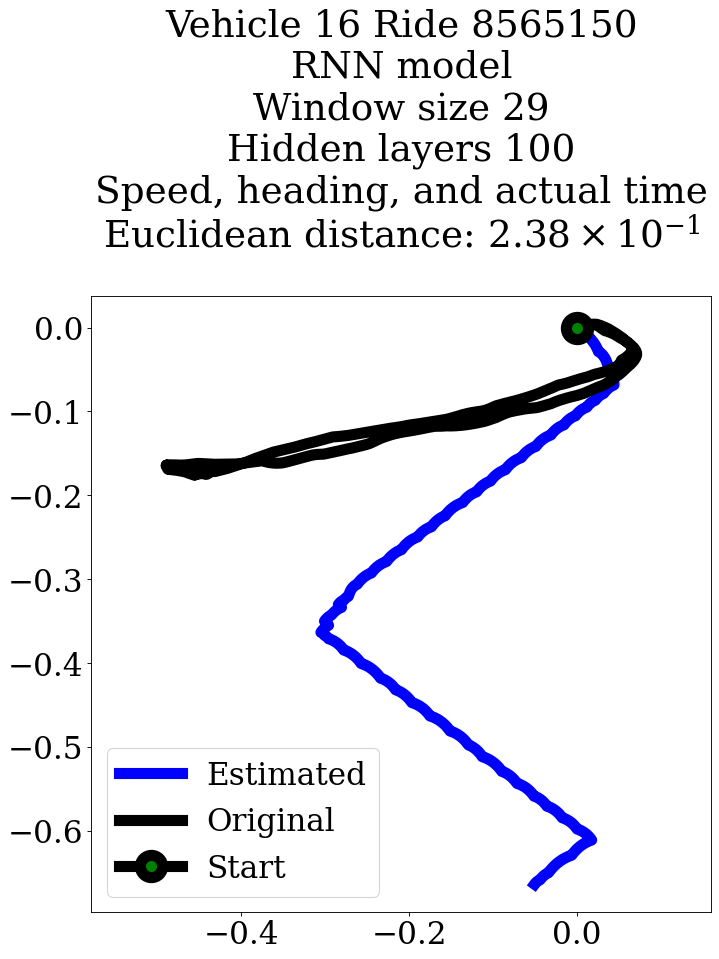 Vehicle 16 Ride 8565150
RNN model
Window size 29
Hidden layers 100
Speed, heading, and actual time
Euclidean distance: 2.38 × 10⁻¹
0.0
−0.1
−0.2
−0.3
−0.4
−0.5
−0.6
Estimated
Original
Start
−0.4 −0.2 0.0